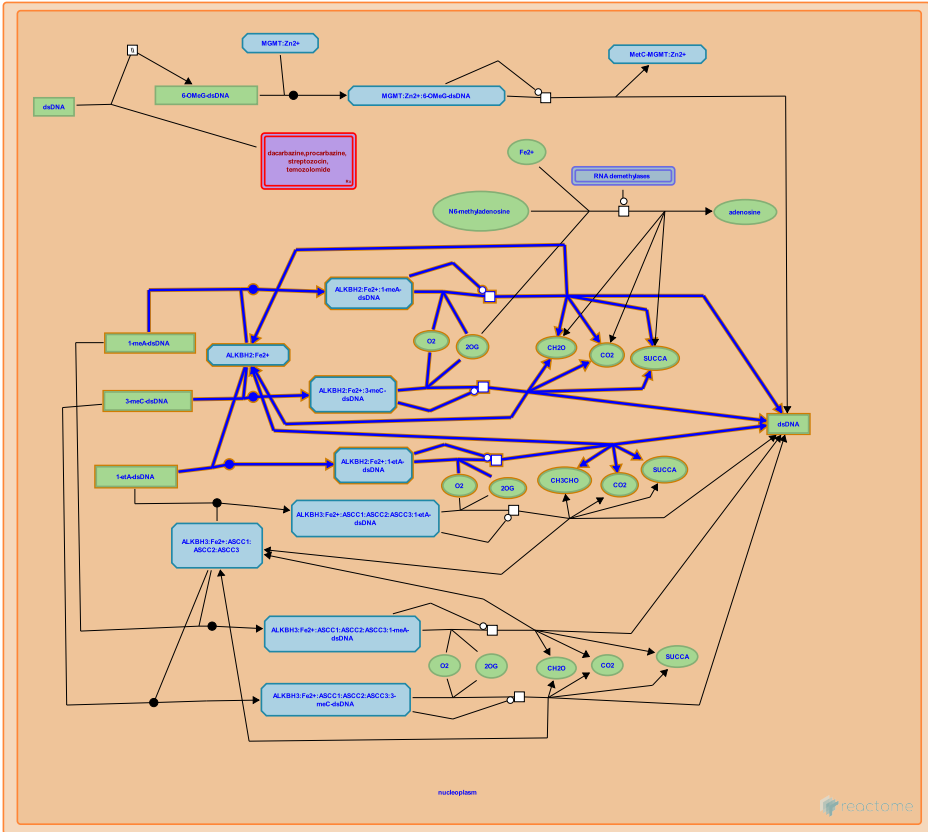 MGMT:Zn2+
MetC-MGMT:Zn2+
6-OMeG-dsDNA
MGMT:Zn2+:6-OMeG-dsDNA
dsDNA
dacarbazine,procarbazine,
streptozocin,
temozolomide
Rx
Fe2+
RNA demethylases
N6-methyladenosine
adenosine
ALKBH2:Fe2+:1-meA-
dsDNA
1-meA-dsDNA
O2
2OG
CH2O
CO2
SUCCA
ALKBH2:Fe2+
ALKBH2:Fe2+:3-meC-
dsDNA
3-meC-dsDNA
dsDNA
ALKBH2:Fe2+:1-etA-
dsDNA
1-etA-dsDNA
O2
2OG
CH3CHO
CO2
SUCCA
ALKBH3:Fe2+:ASCC1:ASCC2:ASCC3:1-etA-
dsDNA
ALKBH3:Fe2+:ASCC1:
ASCC2:ASCC3
ALKBH3:Fe2+:ASCC1:ASCC2:ASCC3:1-meA-
dsDNA
O2
2OG
CH2O
CO2
SUCCA
ALKBH3:Fe2+:ASCC1:ASCC2:ASCC3:3-
meC-dsDNA
nucleoplasm
reactome